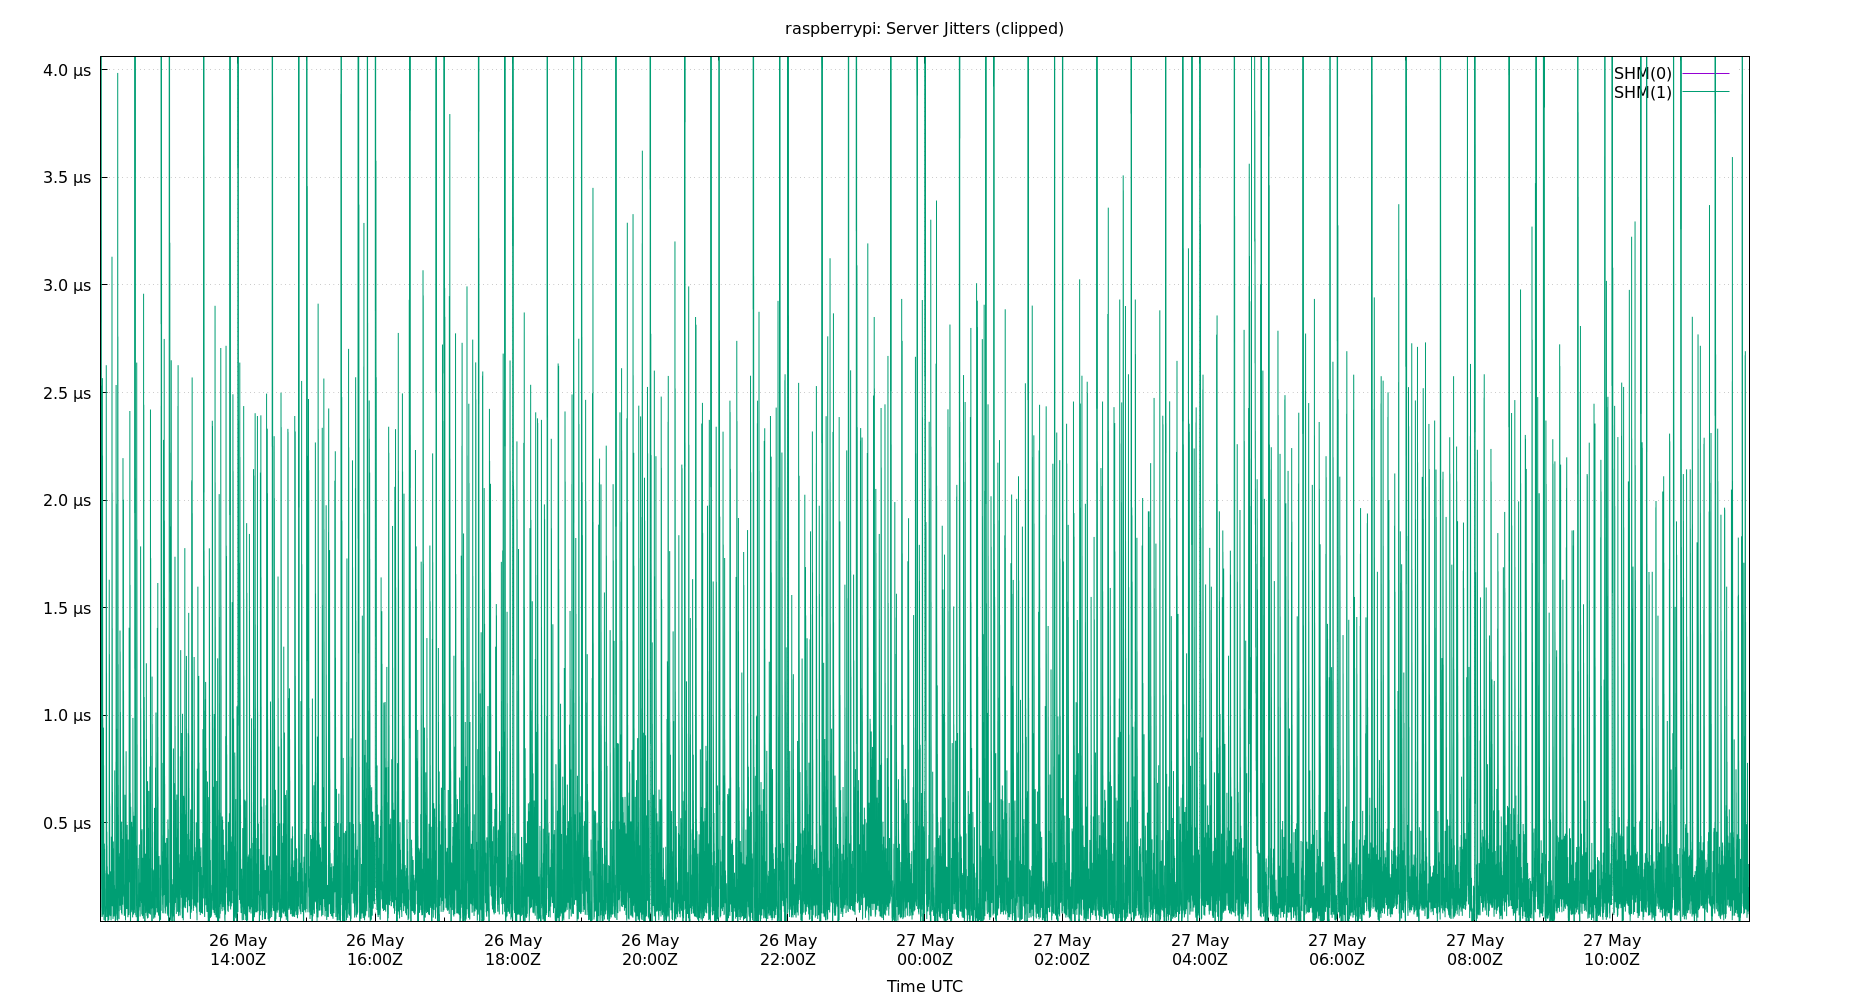 raspberrypi: Server Jitters (clipped)
4.0 µs
3.5 µs
3.0 µs
2.5 µs
2.0 µs
1.5 µs
1.0 µs
0.5 µs
SHM(0)
SHM(1)
26 May 26 May 26 May 26 May 26 May 27 May 27 May 27 May 27 May 27 May 27 May
14:00Z 16:00Z 18:00Z 20:00Z 22:00Z 00:00Z 02:00Z 04:00Z 06:00Z 08:00Z 10:00Z
Time UTC